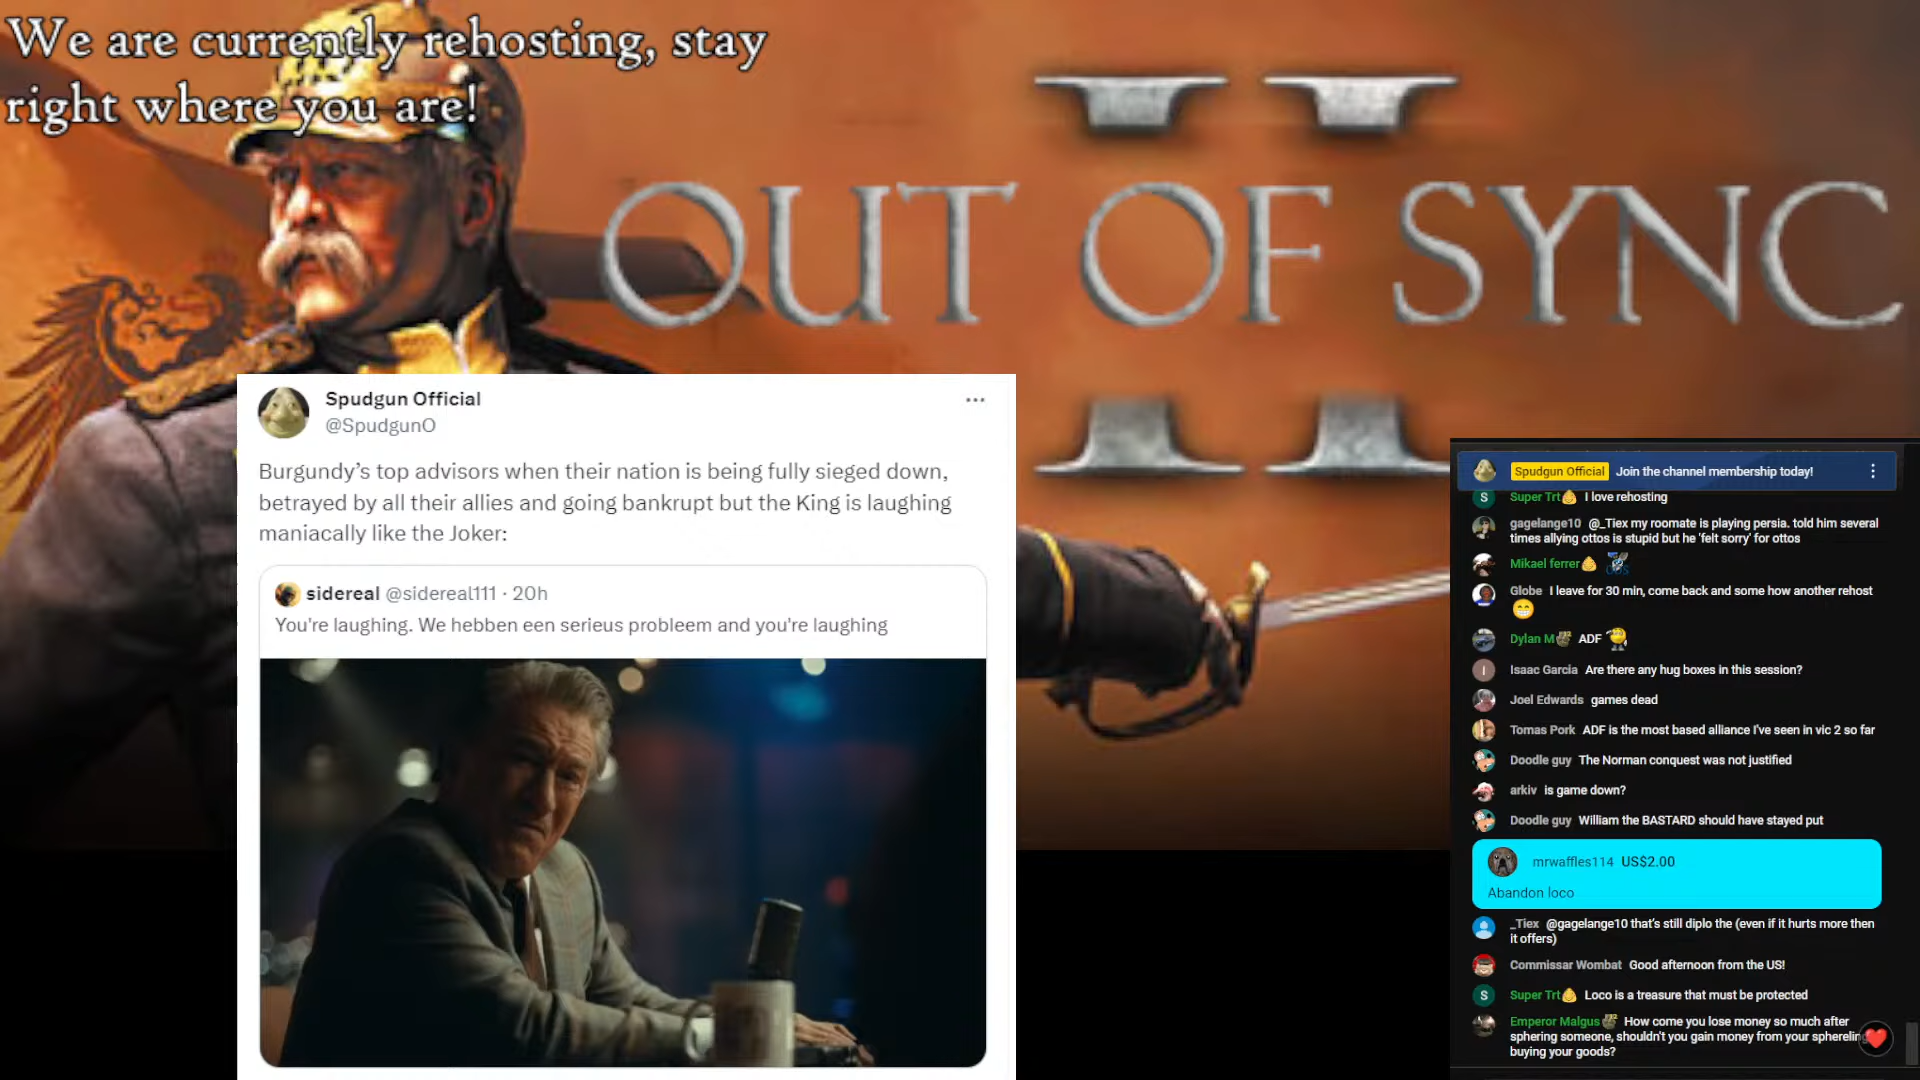 We are currently rehosting, stay
right where you are!
II
OUT OF SYNC
Spudgun Official
@SpudgunO
Burgundy’s top advisors when their nation is being fully sieged down,
betrayed by all their allies and going bankrupt but the King is laughing
maniacally like the Joker:
sidereal @sidereal111 · 20h
You're laughing. We hebben een serieus probleem and you're laughing
Spudgun Official Join the channel membership today!
S Super Trt I love rehosting
gagelange10 @_Tiex my roomate is playing persia. told him several
times allying ottos is stupid but he 'felt sorry' for ottos
Mikael ferrer
Globe I leave for 30 min, come back and some how another rehost
Dylan M ADF
I Isaac Garcia Are there any hug boxes in this session?
Joel Edwards games dead
Tomas Pork ADF is the most based alliance I've seen in vic 2 so far
Doodle guy The Norman conquest was not justified
arkiv is game down?
Doodle guy William the BASTARD should have stayed put
mrwaffles114 US$2.00
Abandon loco
_Tiex @gagelange10 that's still diplo the (even if it hurts more then
it offers)
Commissar Wombat Good afternoon from the US!
S Super Trt Loco is a treasure that must be protected
Emperor Malgus How come you lose money so much after
sphering someone, shouldn't you gain money from your spherelin
buying your goods?